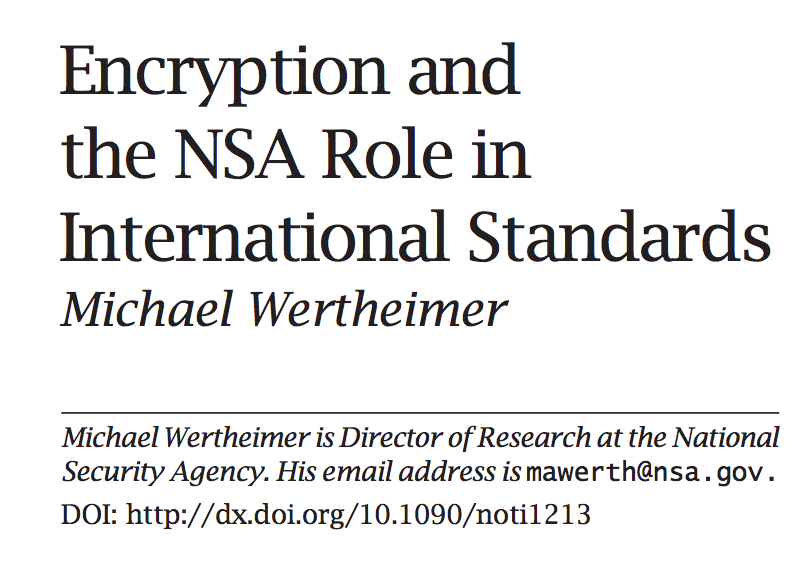 Encryption and
the NSA Role in
International Standards
Michael Wertheimer
Michael Wertheimer is Director of Research at the National
Security Agency. His email address is mawerth@nsa.gov.
DOI: http://dx.doi.org/10.1090/noti1213